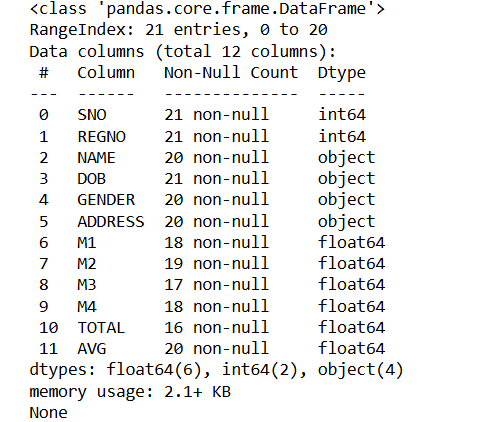 <class 'pandas.core.frame.DataFrame'>
RangeIndex: 21 entries, 0 to 20
Data columns (total 12 columns):
 #   Column   Non-Null Count  Dtype
---  ------   --------------  -----
 0   SNO      21 non-null     int64
 1   REGNO    21 non-null     int64
 2   NAME     20 non-null     object
 3   DOB      21 non-null     object
 4   GENDER   20 non-null     object
 5   ADDRESS  20 non-null     object
 6   M1       18 non-null     float64
 7   M2       19 non-null     float64
 8   M3       17 non-null     float64
 9   M4       18 non-null     float64
 10  TOTAL    16 non-null     float64
 11  AVG      20 non-null     float64
dtypes: float64(6), int64(2), object(4)
memory usage: 2.1+ KB
None